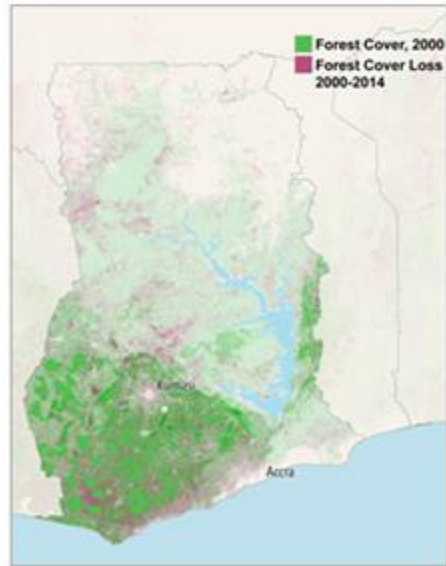 Forest Cover, 2000
Forest Cover Loss
2000-2014
Kumasi
Accra